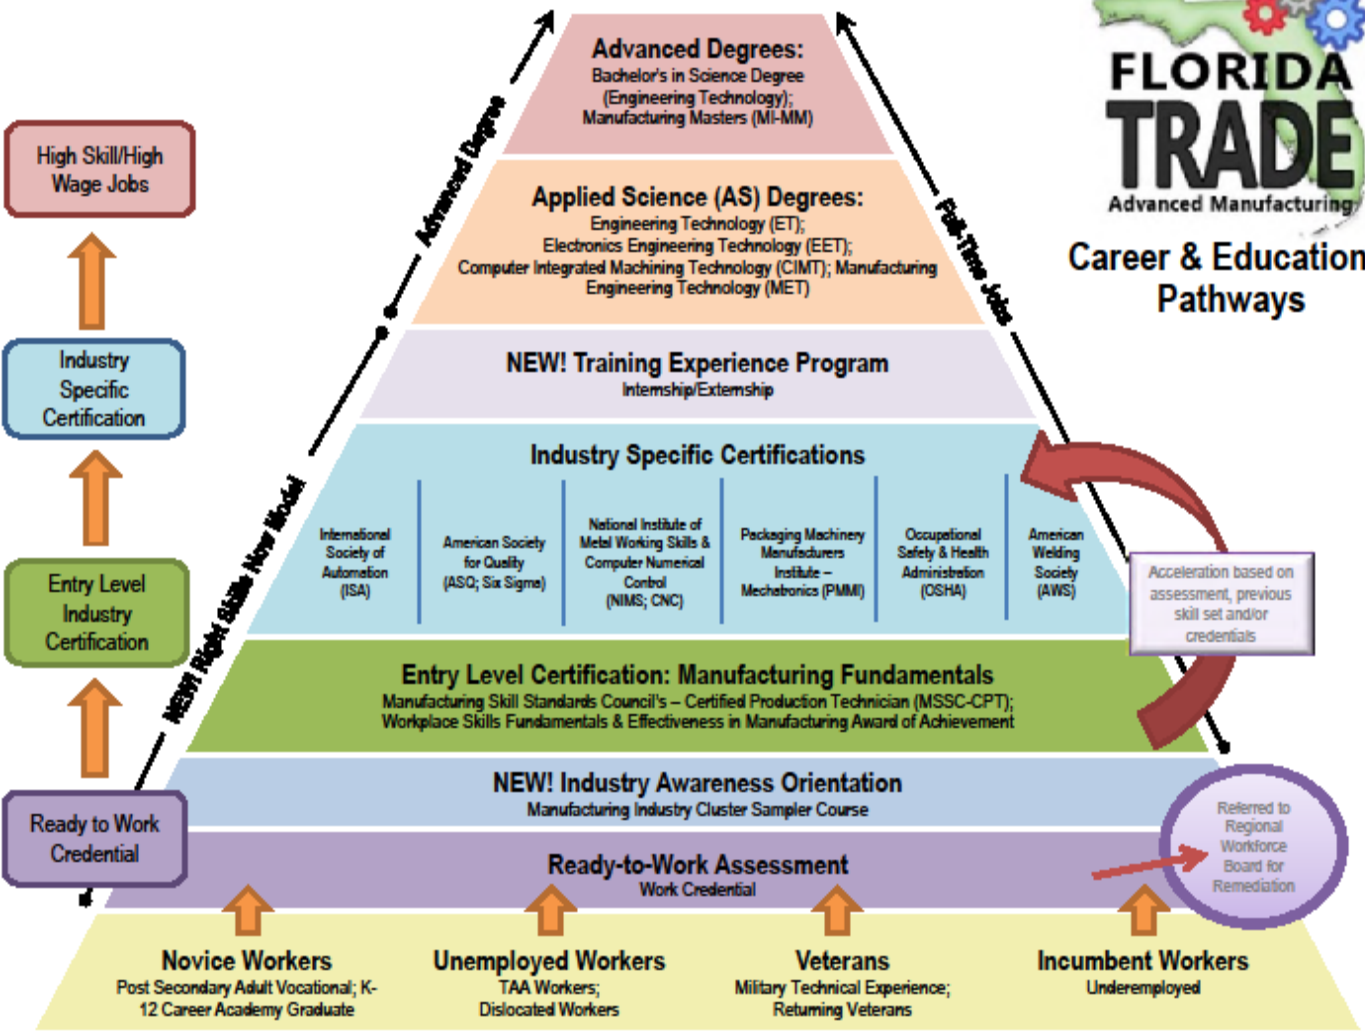 FLORIDA
TRADE
Advanced Manufacturing
Career & Education
Pathways
High Skill/High
Wage Jobs
Industry
Specific
Certification
Entry Level
Industry
Certification
Ready to Work
Credential
Advanced Degree
NEW! Right Skills Now Model
Full-Time Jobs
Advanced Degrees:
Bachelor's in Science Degree
(Engineering Technology);
Manufacturing Masters (MI-MM)
Applied Science (AS) Degrees:
Engineering Technology (ET);
Electronics Engineering Technology (EET);
Computer Integrated Machining Technology (CIMT); Manufacturing
Engineering Technology (MET)
NEW! Training Experience Program
Internship/Externship
Industry Specific Certifications
International
Society of
Automation
(ISA)
American Society
for Quality
(ASQ; Six Sigma)
National Institute of
Metal Working Skills &
Computer Numerical
Control
(NIMS; CNC)
Packaging Machinery
Manufacturers
Institute –
Mechatronics (PMMI)
Occupational
Safety & Health
Administration
(OSHA)
American
Welding
Society
(AWS)
Acceleration based on
assessment, previous
skill set and/or
credentials
Entry Level Certification: Manufacturing Fundamentals
Manufacturing Skill Standards Council's – Certified Production Technician (MSSC-CPT);
Workplace Skills Fundamentals & Effectiveness in Manufacturing Award of Achievement
NEW! Industry Awareness Orientation
Manufacturing Industry Cluster Sampler Course
Ready-to-Work Assessment
Work Credential
Referred to
Regional
Workforce
Board for
Remediation
Novice Workers
Post Secondary Adult Vocational; K-
12 Career Academy Graduate
Unemployed Workers
TAA Workers;
Dislocated Workers
Veterans
Military Technical Experience;
Returning Veterans
Incumbent Workers
Underemployed